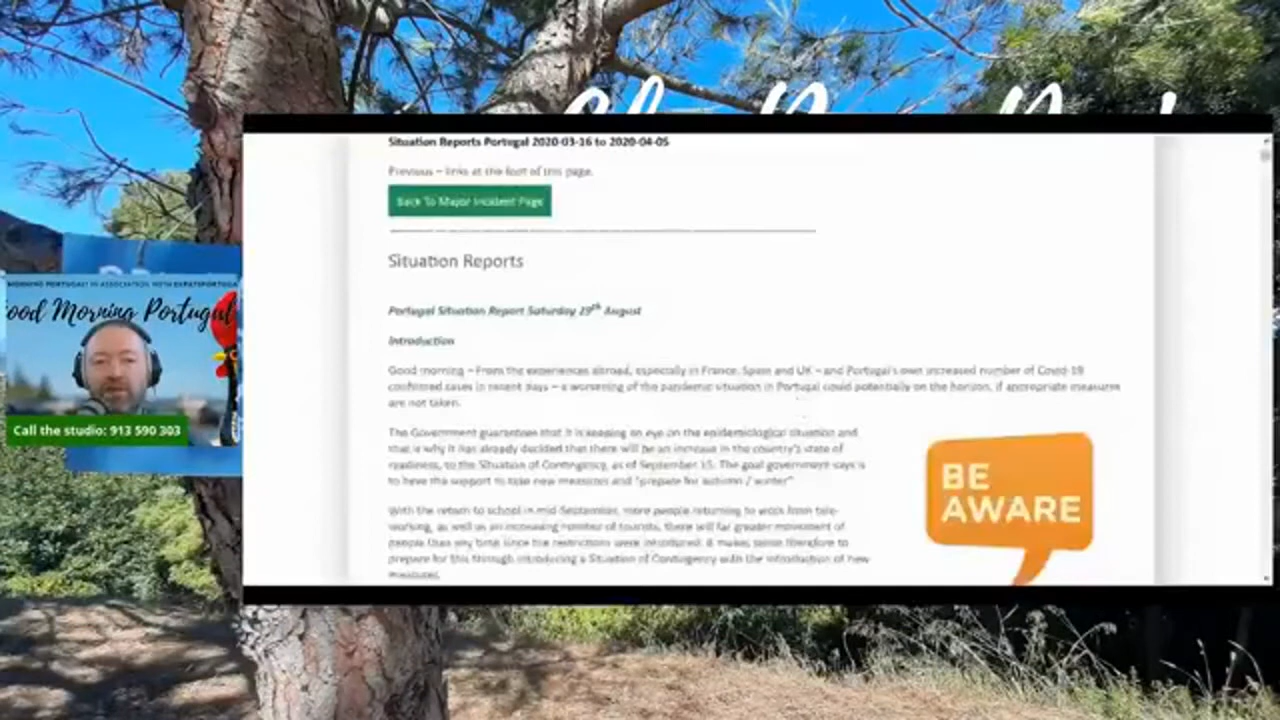 Situation Reports Portugal 2020-03-16 to 2020-04-05
Previous – links at the foot of this page.
Back To Major Incident Page
Situation Reports
Portugal Situation Report Saturday 29th August
Introduction
Good morning – From the experiences abroad, especially in France, Spain and UK – and Portugal's own increased number of Covid-19
confirmed cases in recent days – a worsening of the pandemic situation in Portugal could potentially on the horizon, if appropriate measures
are not taken.
The Government guarantees that it is keeping an eye on the epidemiological situation and
that is why it has already decided that there will be an increase in the country's state of
readiness, to the Situation of Contingency, as of September 15. The goal government says is
to have the support to take new measures and "prepare for autumn / winter"
With the return to school in mid-September, more people returning to work from tele-
working, as well as an increasing number of tourists, there will far greater movement of
people than any time since the restrictions were introduced. It makes sense therefore to
prepare for this through introducing a Situation of Contingency with the introduction of new
measures.
BE
AWARE
MORNING PORTUGAL! IN ASSOCIATION WITH EXPATSPORTUGA
ood Morning Portugal
Call the studio: 913 590 303